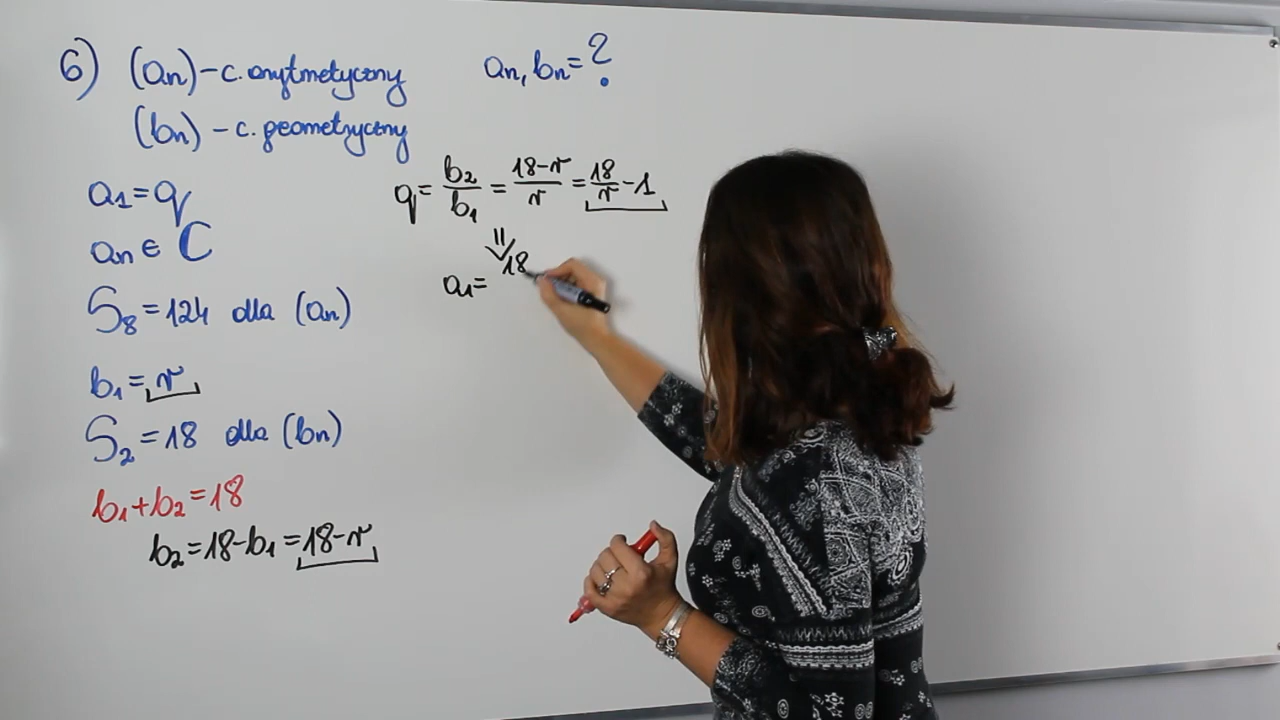 6) (an) - c. arytmetyczny an, bn = ?
(bn) - c. geometryczny
a1 = q
an ∈ C
S8 = 124 dla (an)
b1 = r
S2 = 18 dla (bn)
b1 + b2 = 18
b2 = 18 - b1 = 18 - r
q = b2/b1 = (18-r)/r = 18/r - 1
a1 = 18